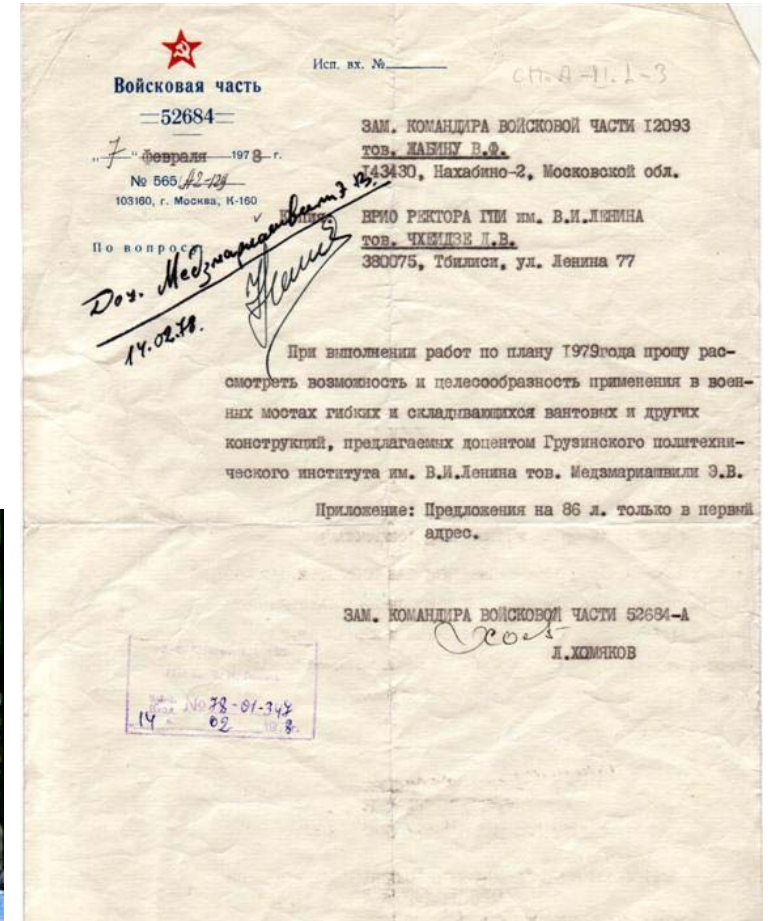 Войсковая часть
52684
„7“ февраля 1978 г.
№ 565/А2-129
103160, г. Москва, К-160
По вопросу:
Исп. вх. №
ЗАМ. КОМАНДИРА ВОЙСКОВОЙ ЧАСТИ 12093
тов. ЖАБИНУ В.Ф.
143430, Нахабино-2, Московской обл.
Копия: ВРИО РЕКТОРА ГПИ им. В.И.ЛЕНИНА
тов. ЧХЕИДЗЕ Л.В.
380075, Тбилиси, ул. Ленина 77
Доц. Медзмариашвили Э.В.
14.02.78.
При выполнении работ по плану 1979года прошу рас-
смотреть возможность и целесообразность применения в воен-
ных мостах гибких и складывающихся вантовых и других
конструкций, предлагаемых доцентом Грузинского политехни-
ческого института им. В.И.Ленина тов. Медзмариашвили Э.В.
Приложение: Предложения на 86 л. только в первый
адрес.
ЗАМ. КОМАНДИРА ВОЙСКОВОЙ ЧАСТИ 52684-А
Л.ХОМЯКОВ
№ 78-01-347
14 02 1978г.